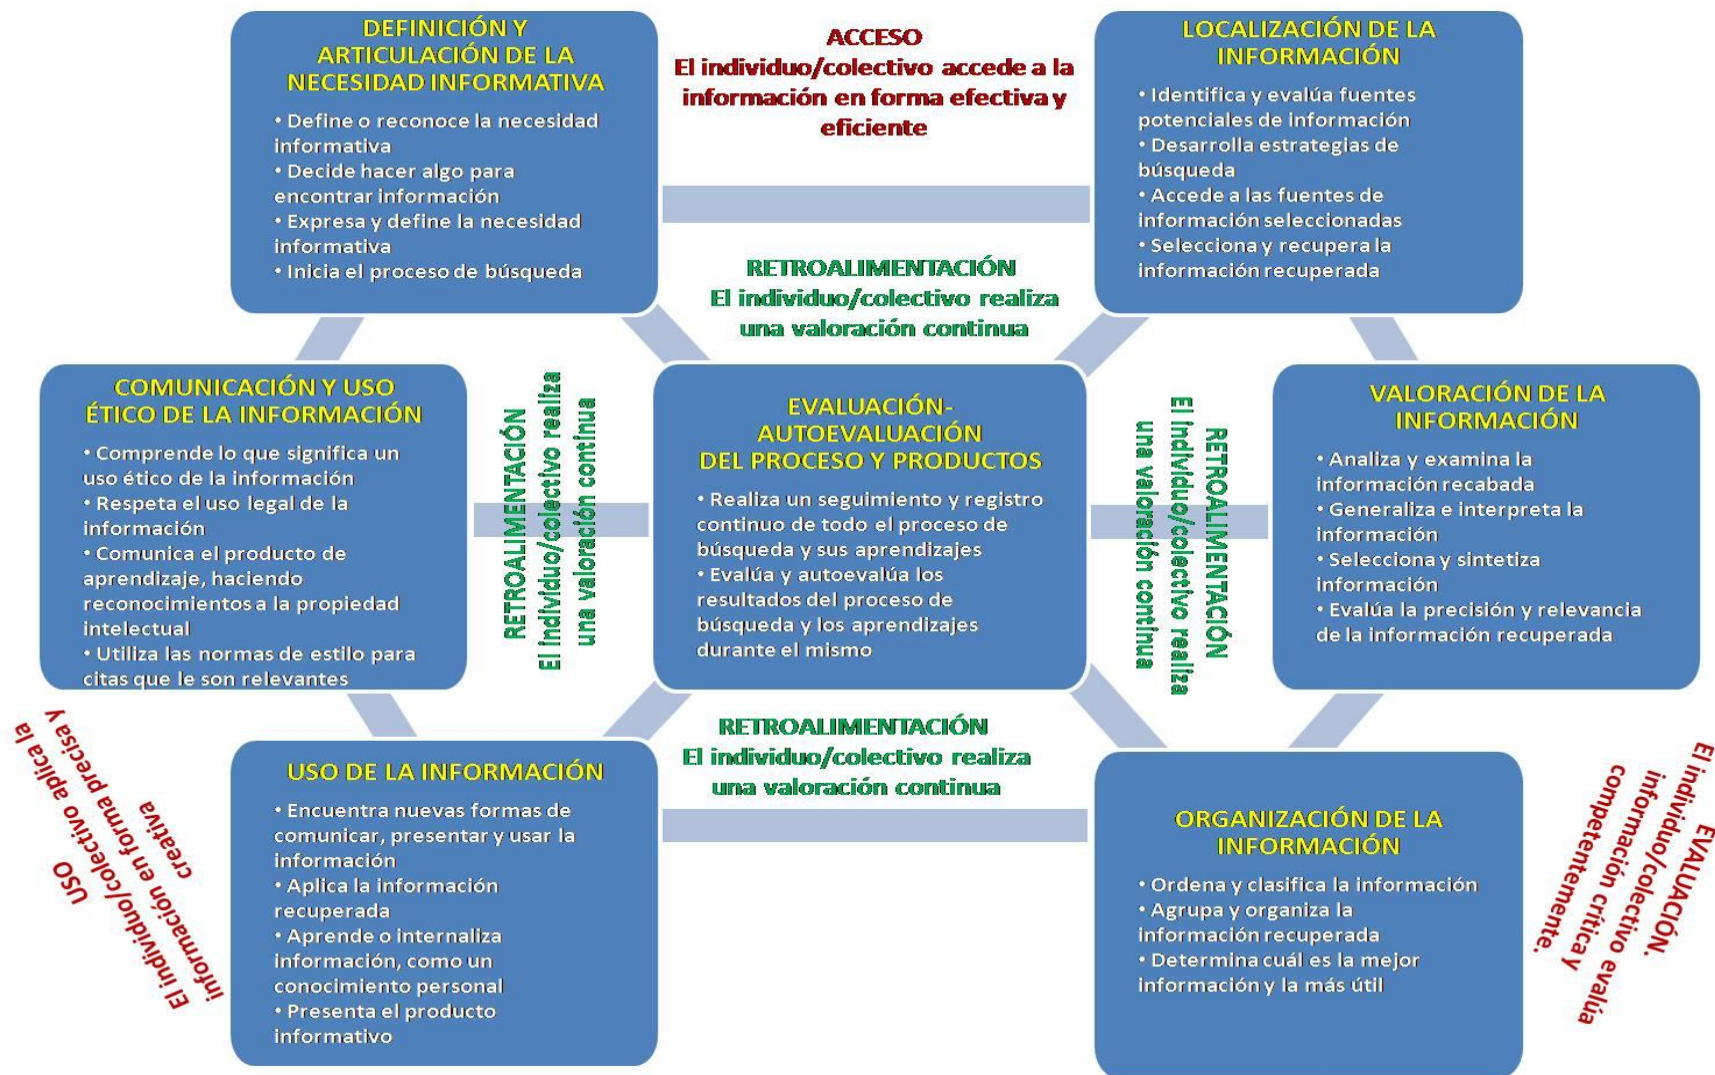 DEFINICIÓN Y
ARTICULACIÓN DE LA
NECESIDAD INFORMATIVA
• Define o reconoce la necesidad
informativa
• Decide hacer algo para
encontrar información
• Expresa y define la necesidad
informativa
• Inicia el proceso de búsqueda
ACCESO
El individuo/colectivo accede a la
información en forma efectiva y
eficiente
LOCALIZACIÓN DE LA
INFORMACIÓN
• Identifica y evalúa fuentes
potenciales de información
• Desarrolla estrategias de
búsqueda
• Accede a las fuentes de
información seleccionadas
• Selecciona y recupera la
información recuperada
RETROALIMENTACIÓN
El individuo/colectivo realiza
una valoración continua
COMUNICACIÓN Y USO
ÉTICO DE LA INFORMACIÓN
• Comprende lo que significa un
uso ético de la información
• Respeta el uso legal de la
información
• Comunica el producto de
aprendizaje, haciendo
reconocimientos a la propiedad
intelectual
• Utiliza las normas de estilo para
citas que le son relevantes
RETROALIMENTACIÓN
El individuo/colectivo realiza
una valoración continua
EVALUACIÓN-
AUTOEVALUACIÓN
DEL PROCESO Y PRODUCTOS
• Realiza un seguimiento y registro
continuo de todo el proceso de
búsqueda y sus aprendizajes
• Evalúa y autoevalúa los
resultados del proceso de
búsqueda y los aprendizajes
durante el mismo
RETROALIMENTACIÓN
El individuo/colectivo realiza
una valoración continua
VALORACIÓN DE LA
INFORMACIÓN
• Analiza y examina la
información recabada
• Generaliza e interpreta la
información
• Selecciona y sintetiza
información
• Evalúa la precisión y relevancia
de la información recuperada
RETROALIMENTACIÓN
El individuo/colectivo realiza
una valoración continua
USO
El individuo/colectivo aplica la
información en forma precisa y
creativa
USO DE LA INFORMACIÓN
• Encuentra nuevas formas de
comunicar, presentar y usar la
información
• Aplica la información
recuperada
• Aprende o internaliza
información, como un
conocimiento personal
• Presenta el producto
informativo
ORGANIZACIÓN DE LA
INFORMACIÓN
• Ordena y clasifica la información
• Agrupa y organiza la
información recuperada
• Determina cuál es la mejor
información y la más útil
EVALUACIÓN.
El individuo/colectivo evalúa
información crítica y
competentemente.